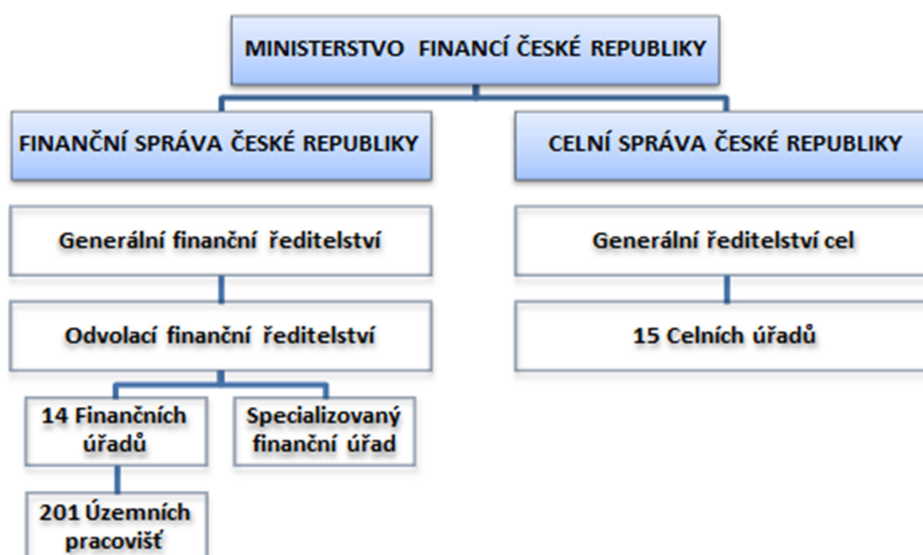 MINISTERSTVO FINANCÍ ČESKÉ REPUBLIKY
FINANČNÍ SPRÁVA ČESKÉ REPUBLIKY
CELNÍ SPRÁVA ČESKÉ REPUBLIKY
Generální finanční ředitelství
Generální ředitelství cel
Odvolací finanční ředitelství
15 Celních úřadů
14 Finančních
úřadů
Specializovaný
finanční úřad
201 Územních
pracovišť